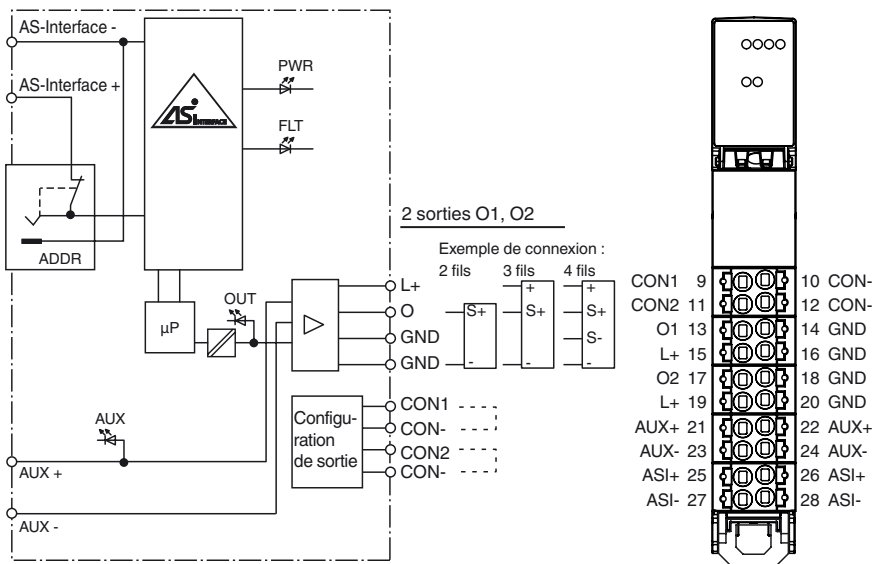 AS-Interface -
AS-Interface +
ASi INTERFACE
PWR
FLT
ADDR
2 sorties O1, O2
Exemple de connexion :
2 fils 3 fils 4 fils
S+
-
+
S+
-
+
S+
S-
-
L+
O
GND
GND
OUT
µP
AUX
Configu-
ration
de sortie
CON1
CON-
CON2
CON-
AUX +
AUX -
CON1 9 10 CON-
CON2 11 12 CON-
O1 13 14 GND
L+ 15 16 GND
O2 17 18 GND
L+ 19 20 GND
AUX+ 21 22 AUX+
AUX- 23 24 AUX-
ASI+ 25 26 ASI+
ASI- 27 28 ASI-